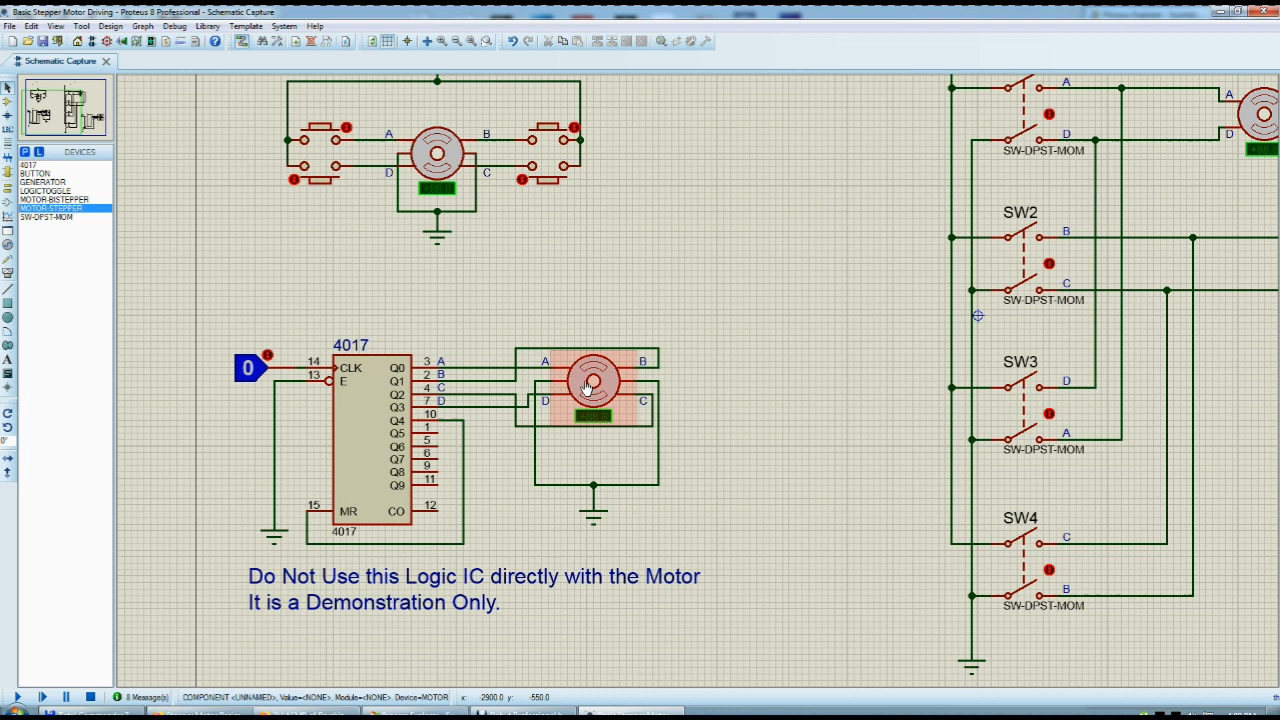 Basic Stepper Motor Driving - Proteus 8 Professional - Schematic Capture
File Edit View Tool Design Graph Debug Library Template System Help
Schematic Capture
P L DEVICES
4017
BUTTON
GENERATOR
LOGICTOGGLE
MOTOR-BISTEPPER
MOTOR-STEPPER
SW-DPST-MOM
A B
D C
A
D
SW-DPST-MOM
A
D
SW2
B
C
SW-DPST-MOM
SW3
D
A
SW-DPST-MOM
SW4
C
B
SW-DPST-MOM
4017
0
14 CLK Q0 3 A
13 E Q1 2 B
Q2 4 C
Q3 7 D
Q4 10
Q5 1
Q6 5
Q7 6
Q8 9
Q9 11
15 MR CO 12
4017
A B
D C
Do Not Use this Logic IC directly with the Motor
It is a Demonstration Only.
0°
8 Message(s) COMPONENT <UNNAMED>, Value=<NONE>, Module=<NONE>, Device=MOTOR x: -2900.0 y: -550.0